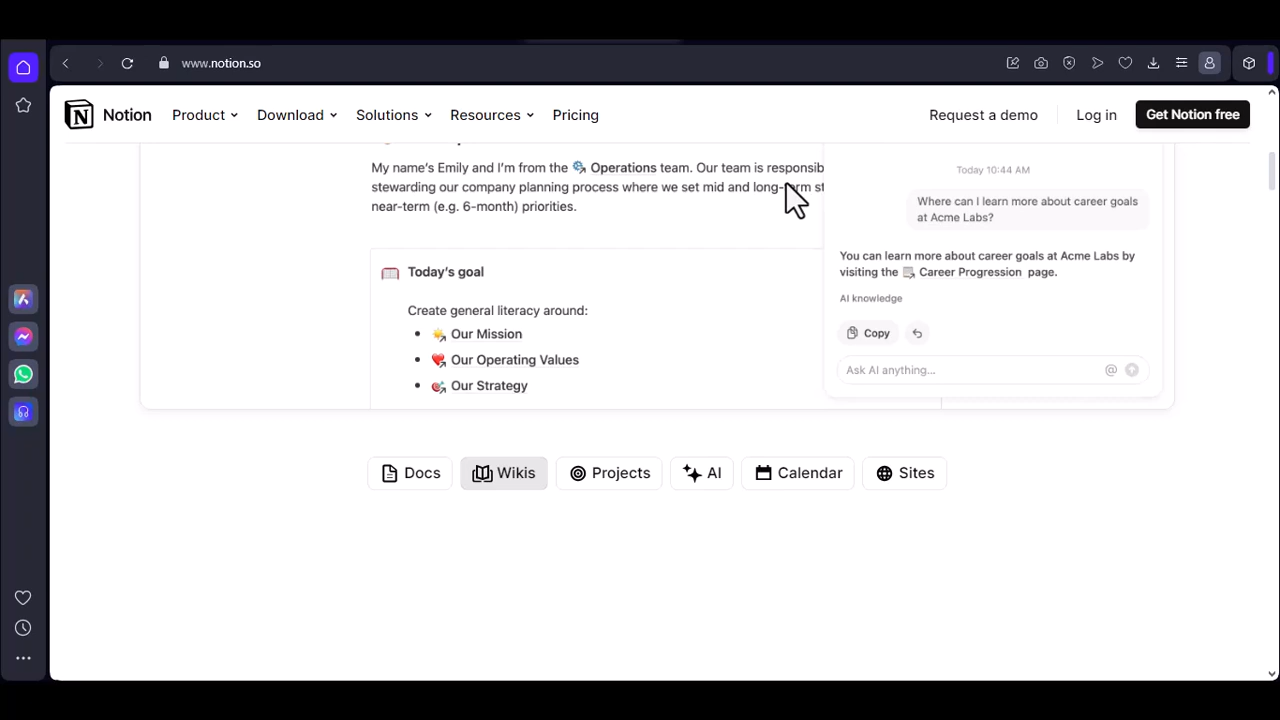 www.notion.so
Notion Product Download Solutions Resources Pricing Request a demo Log in Get Notion free
My name's Emily and I'm from the Operations team. Our team is responsib
stewarding our company planning process where we set mid and long-term st
near-term (e.g. 6-month) priorities.
Today's goal
Create general literacy around:
• Our Mission
• Our Operating Values
• Our Strategy
Today 10:44 AM
Where can I learn more about career goals
at Acme Labs?
You can learn more about career goals at Acme Labs by
visiting the Career Progression page.
AI knowledge
Copy
Ask AI anything... @
Docs Wikis Projects AI Calendar Sites